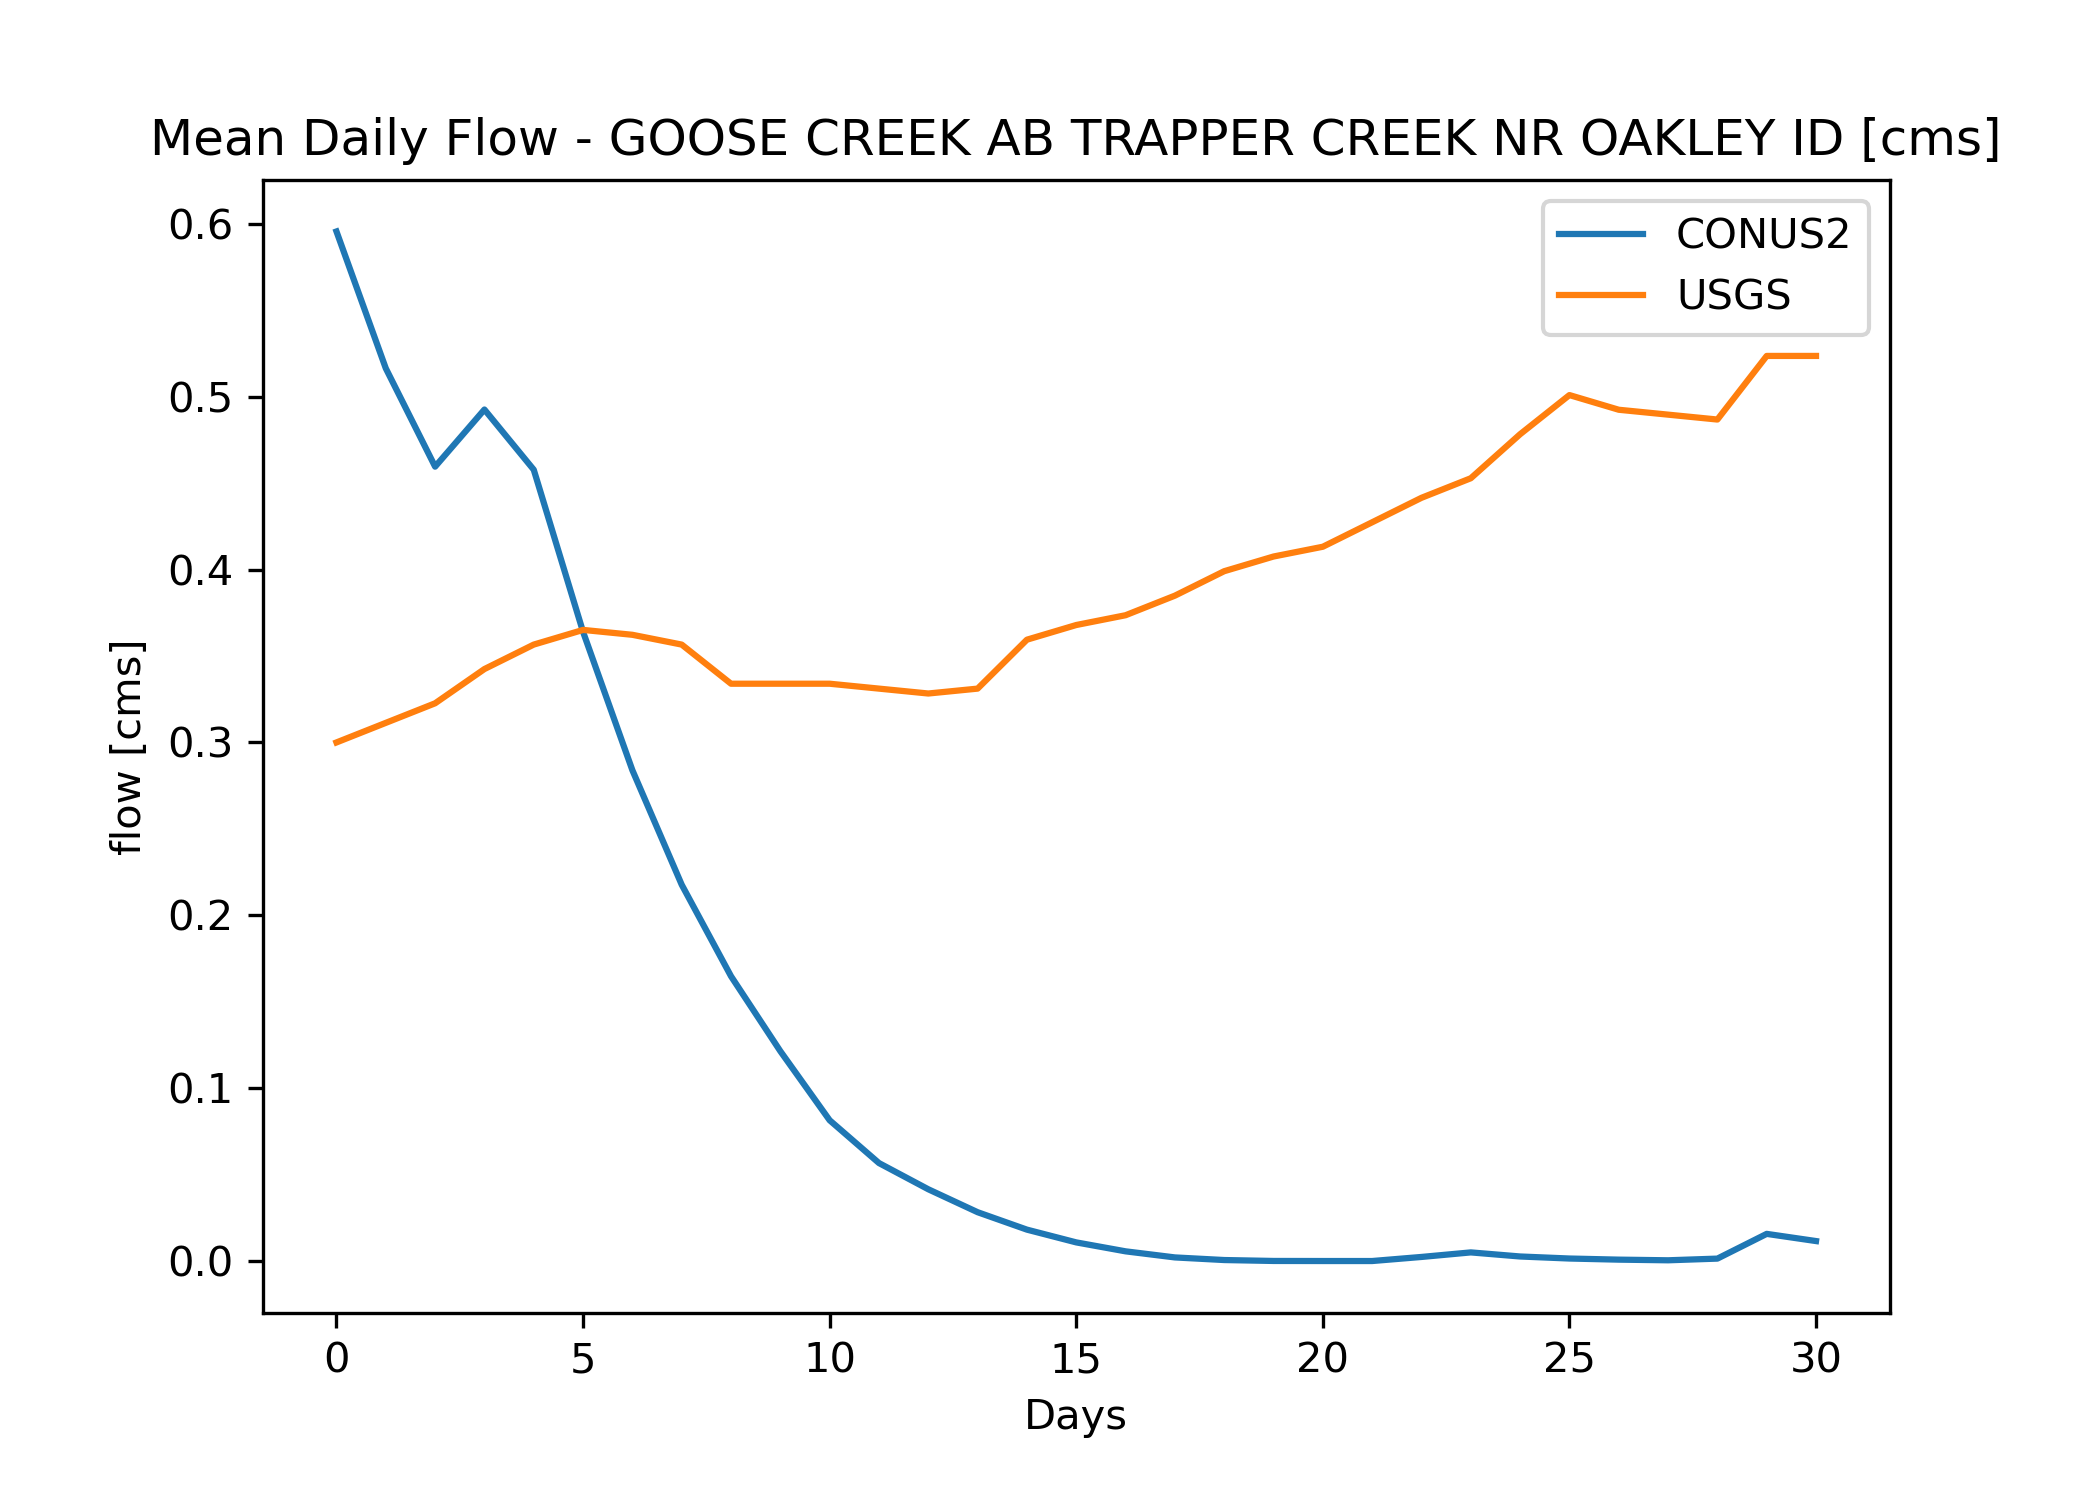 Mean Daily Flow - GOOSE CREEK AB TRAPPER CREEK NR OAKLEY ID [cms]
CONUS2
USGS
flow [cms]
0.6
0.5
0.4
0.3
0.2
0.1
0.0
0 5 10 15 20 25 30
Days